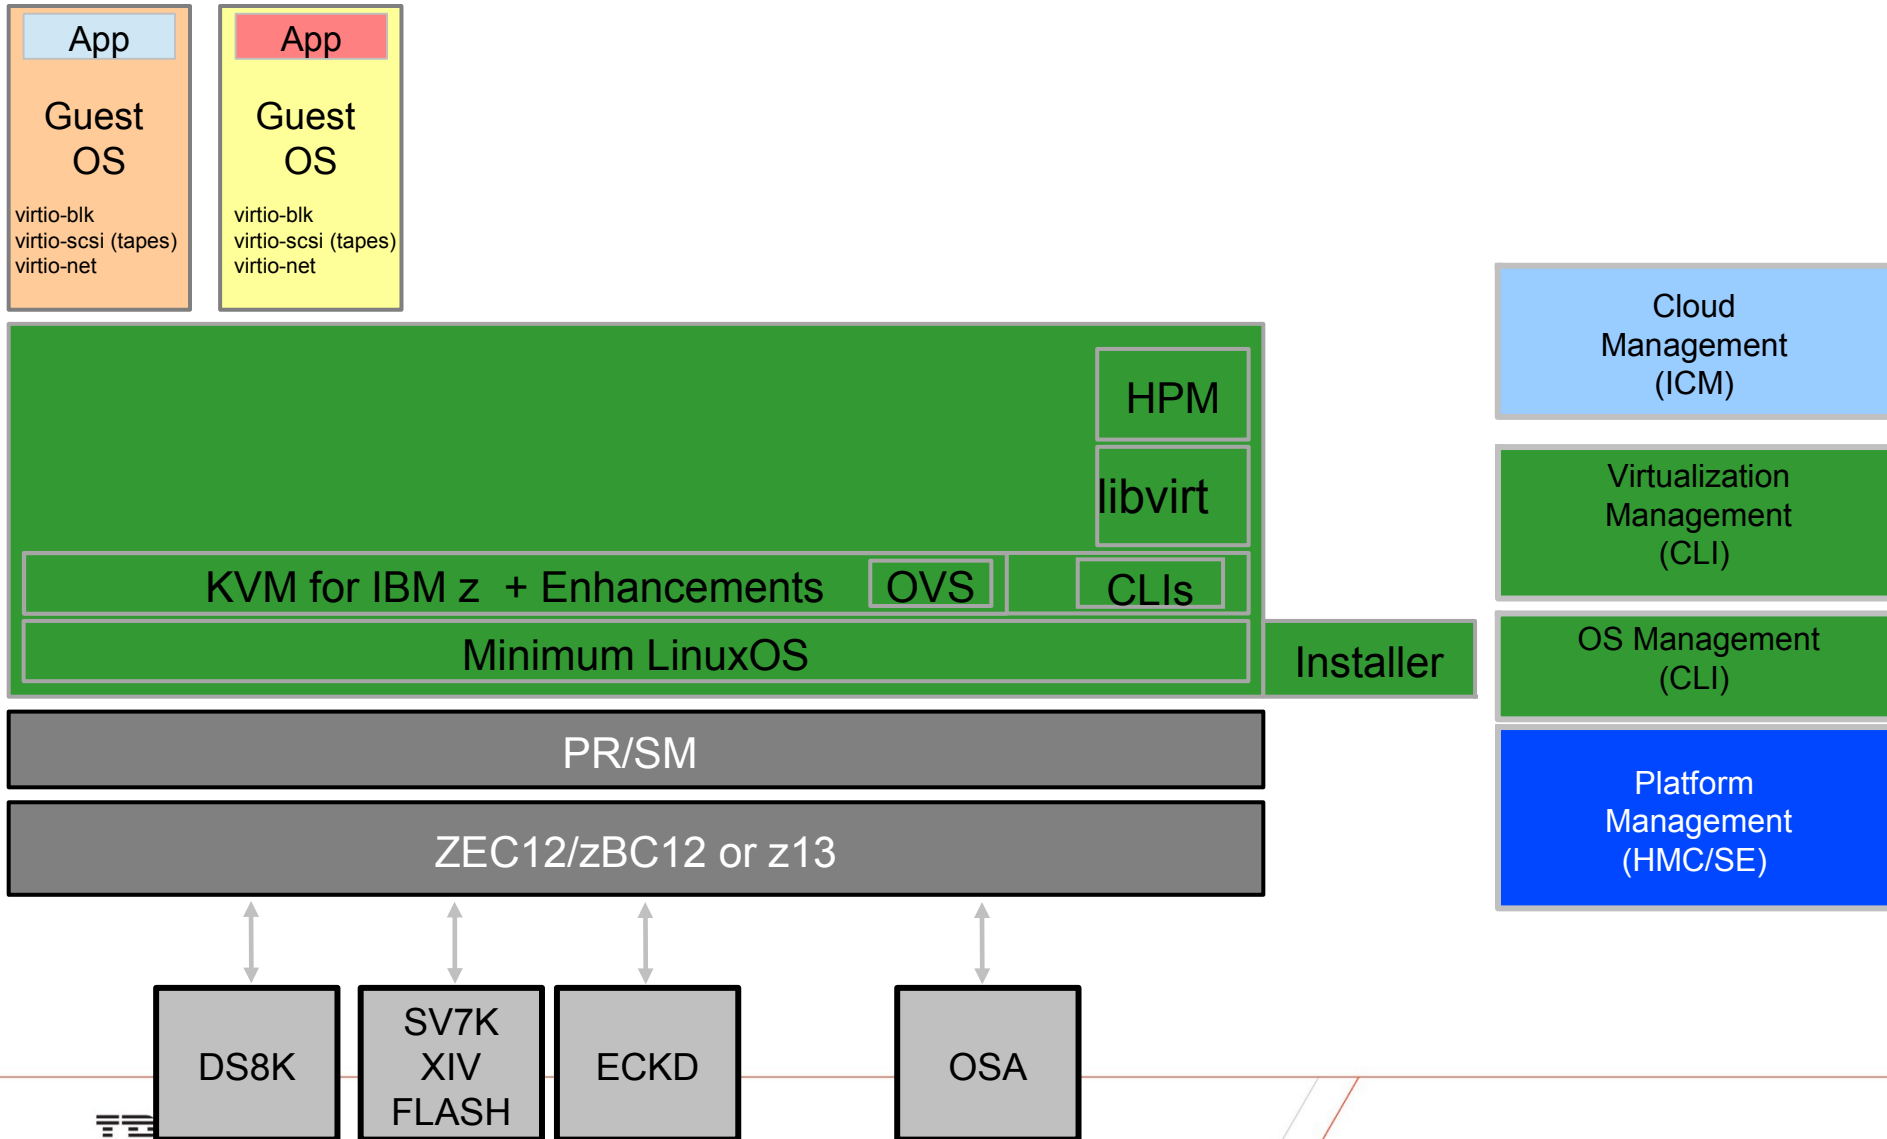 App
Guest
OS
virtio-blk
virtio-scsi (tapes)
virtio-net
App
Guest
OS
virtio-blk
virtio-scsi (tapes)
virtio-net
HPM
libvirt
KVM for IBM z + Enhancements
OVS
CLIs
Minimum LinuxOS
Installer
PR/SM
ZEC12/zBC12 or z13
DS8K
SV7K
XIV
FLASH
ECKD
OSA
Cloud
Management
(ICM)
Virtualization
Management
(CLI)
OS Management
(CLI)
Platform
Management
(HMC/SE)